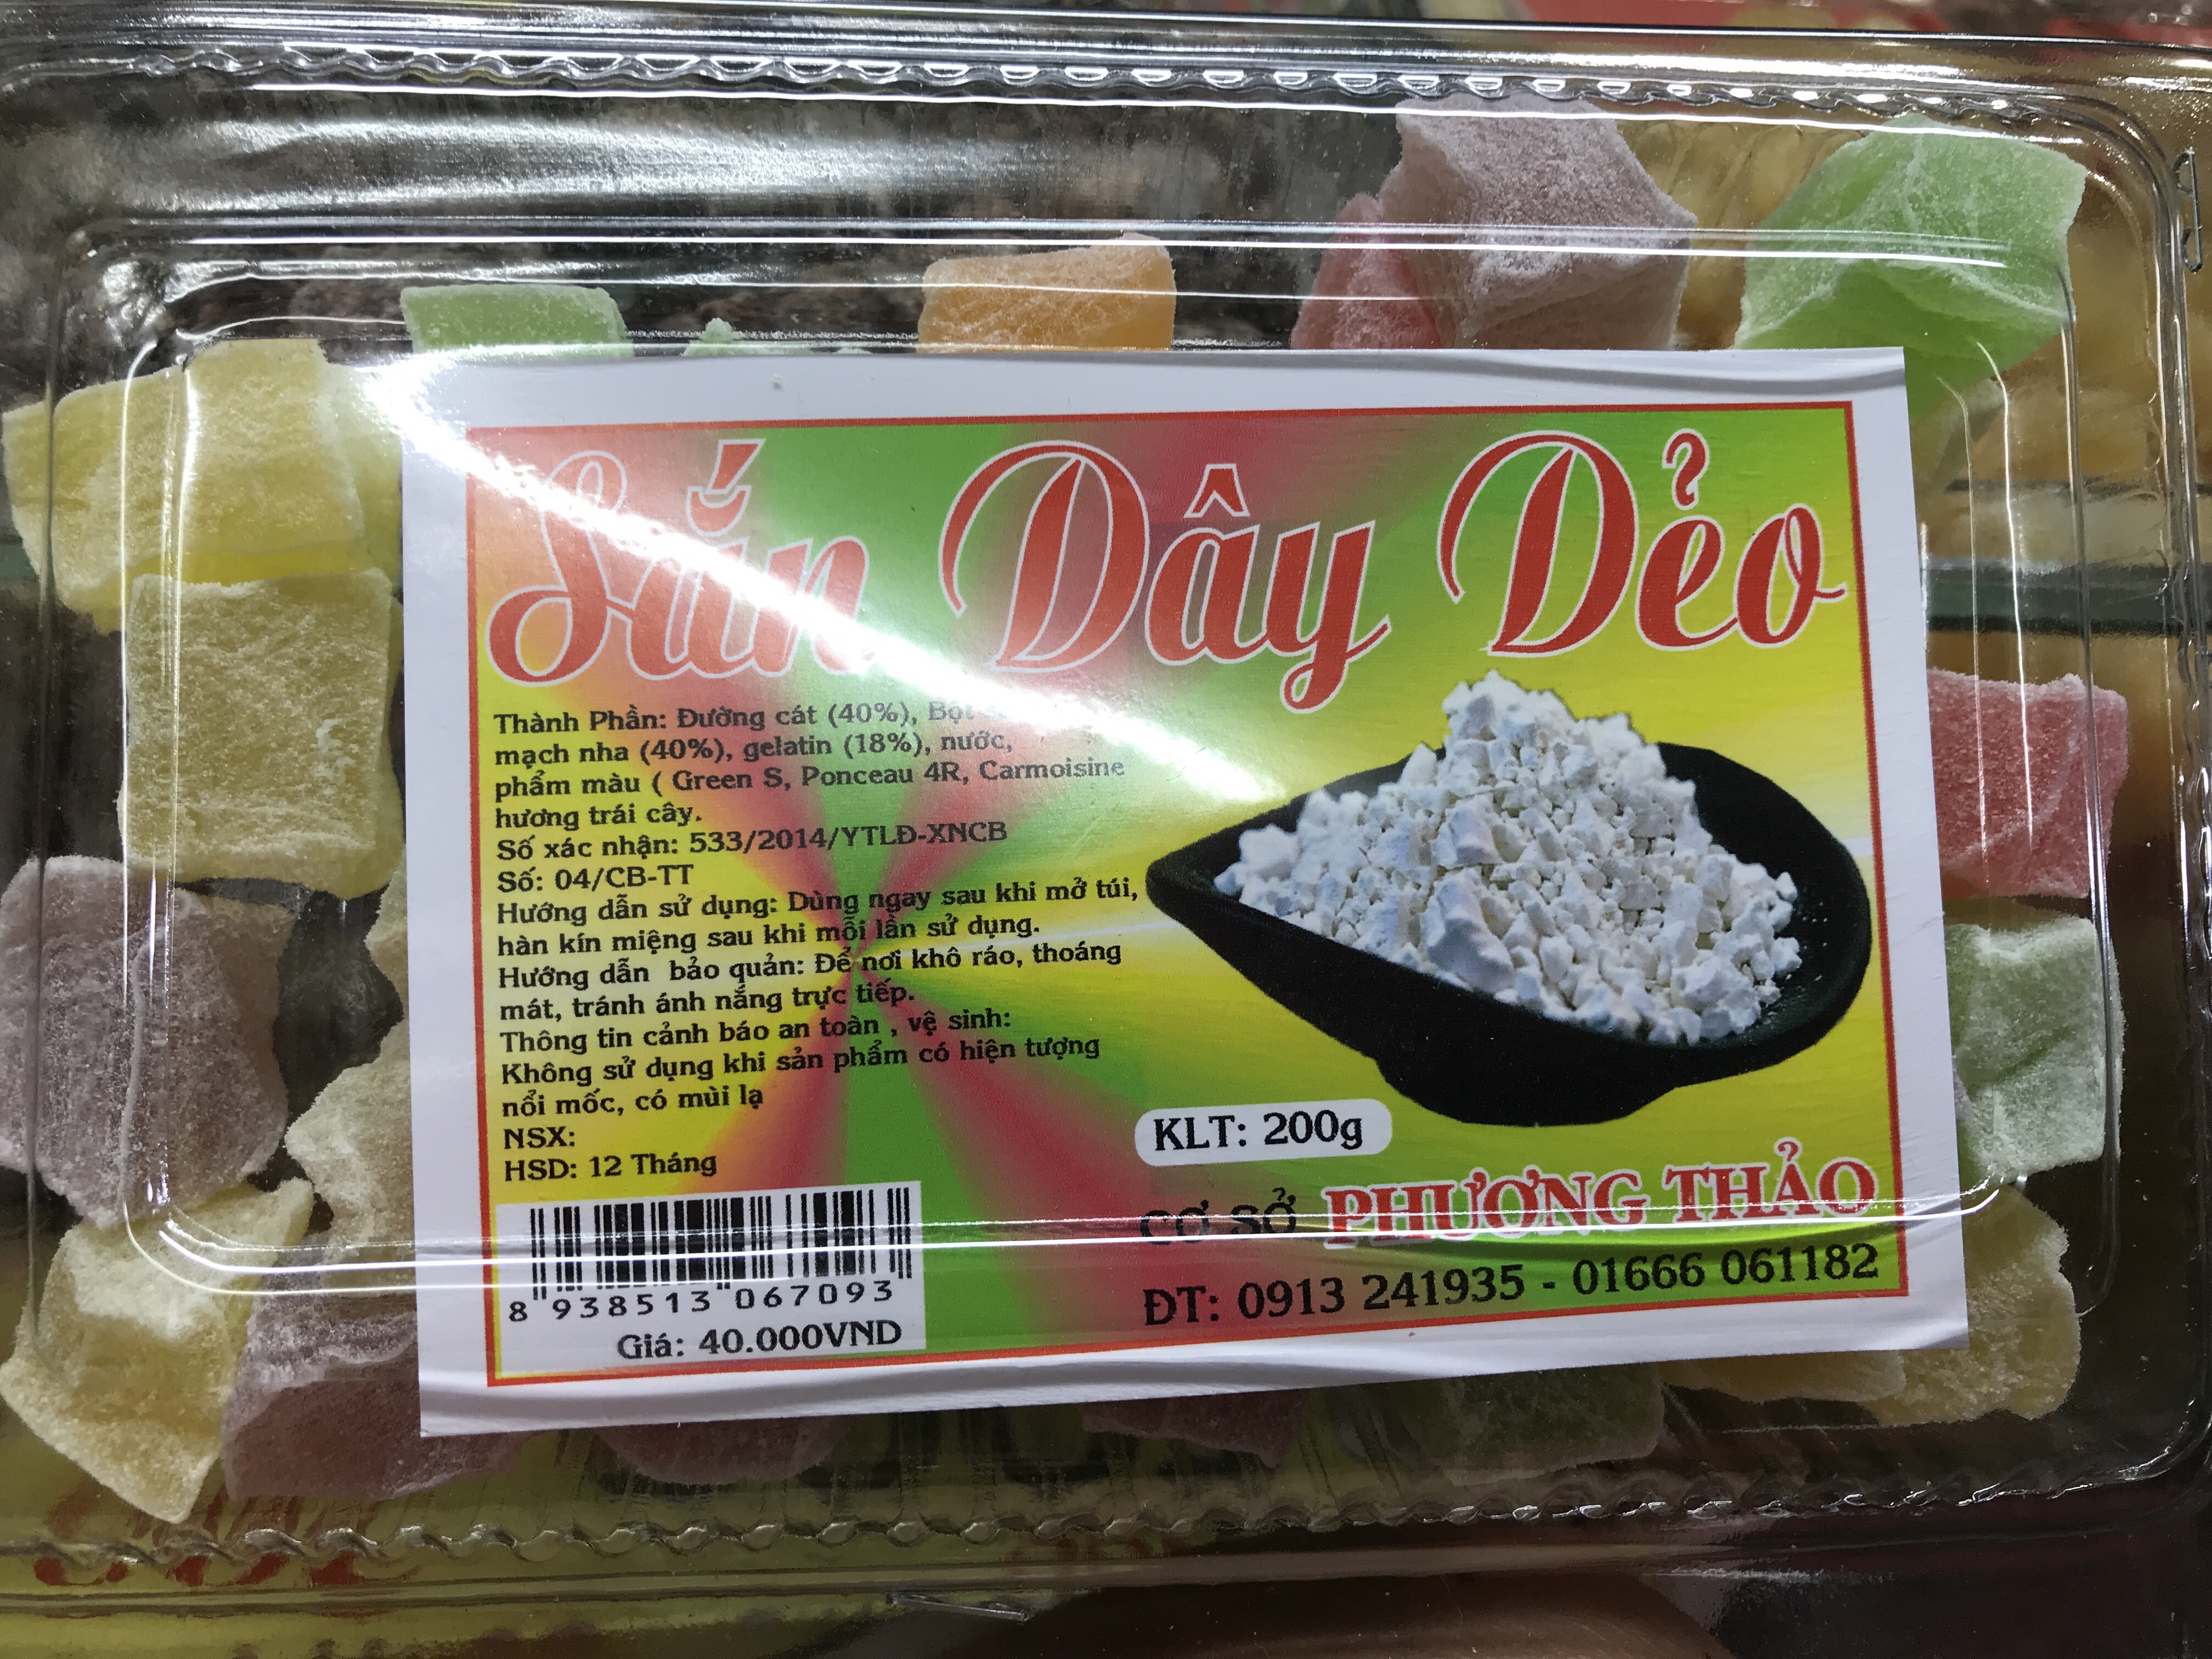 Sắn Dây Dẻo
Thành Phần: Đường cát (40%), Bột
mạch nha (40%), gelatin (18%), nước,
phẩm màu ( Green S, Ponceau 4R, Carmoisine
hương trái cây.
Số xác nhận: 533/2014/YTLĐ-XNCB
Số: 04/CB-TT
Hướng dẫn sử dụng: Dùng ngay sau khi mở túi,
hàn kín miệng sau khi mỗi lần sử dụng.
Hướng dẫn bảo quản: Để nơi khô ráo, thoáng
mát, tránh ánh nắng trực tiếp.
Thông tin cảnh báo an toàn , vệ sinh:
Không sử dụng khi sản phẩm có hiện tượng
nổi mốc, có mùi lạ
NSX:
HSD: 12 Tháng
8 938513 067093
Giá: 40.000VND
KLT: 200g
CƠ SỞ PHƯƠNG THẢO
ĐT: 0913 241935 - 01666 061182